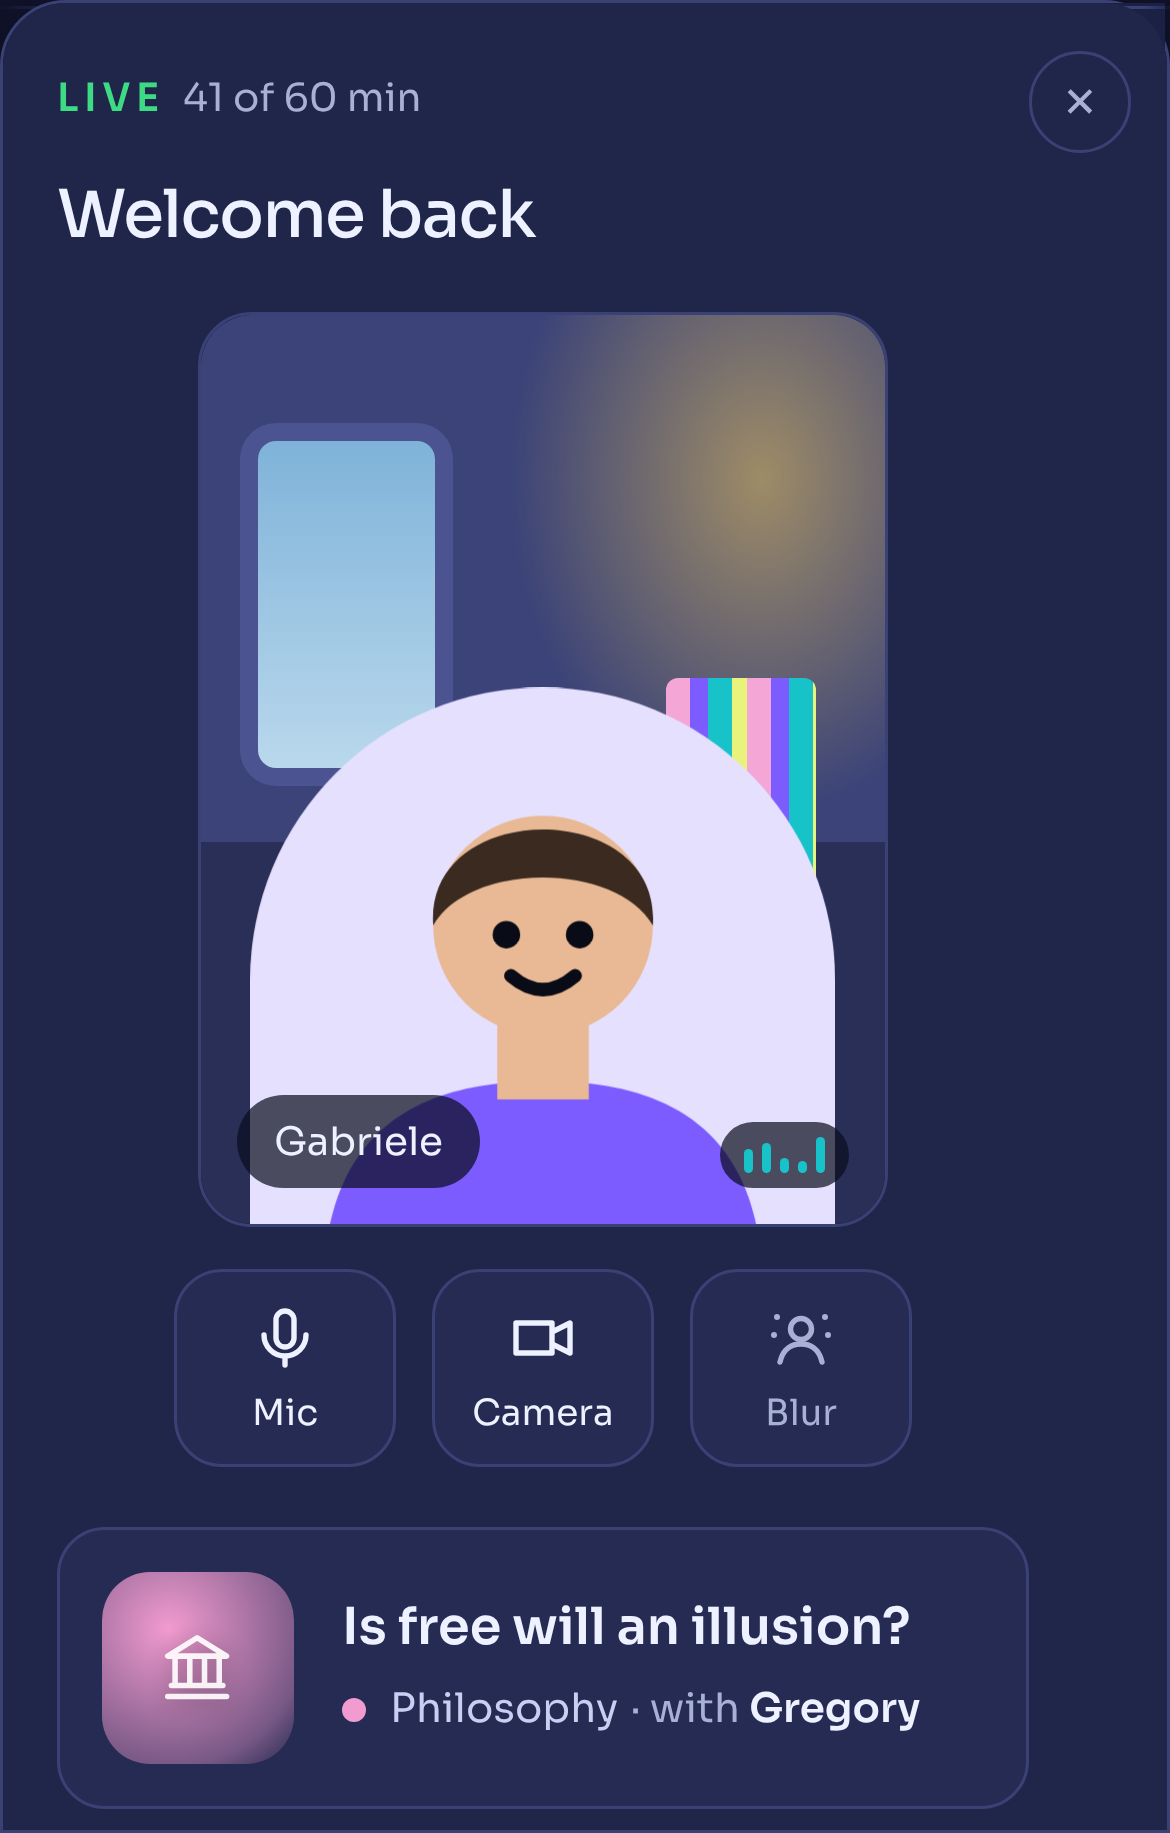 LIVE 41 of 60 min
Welcome back
Gabriele
Mic
Camera
Blur
Is free will an illusion?
Philosophy · with Gregory